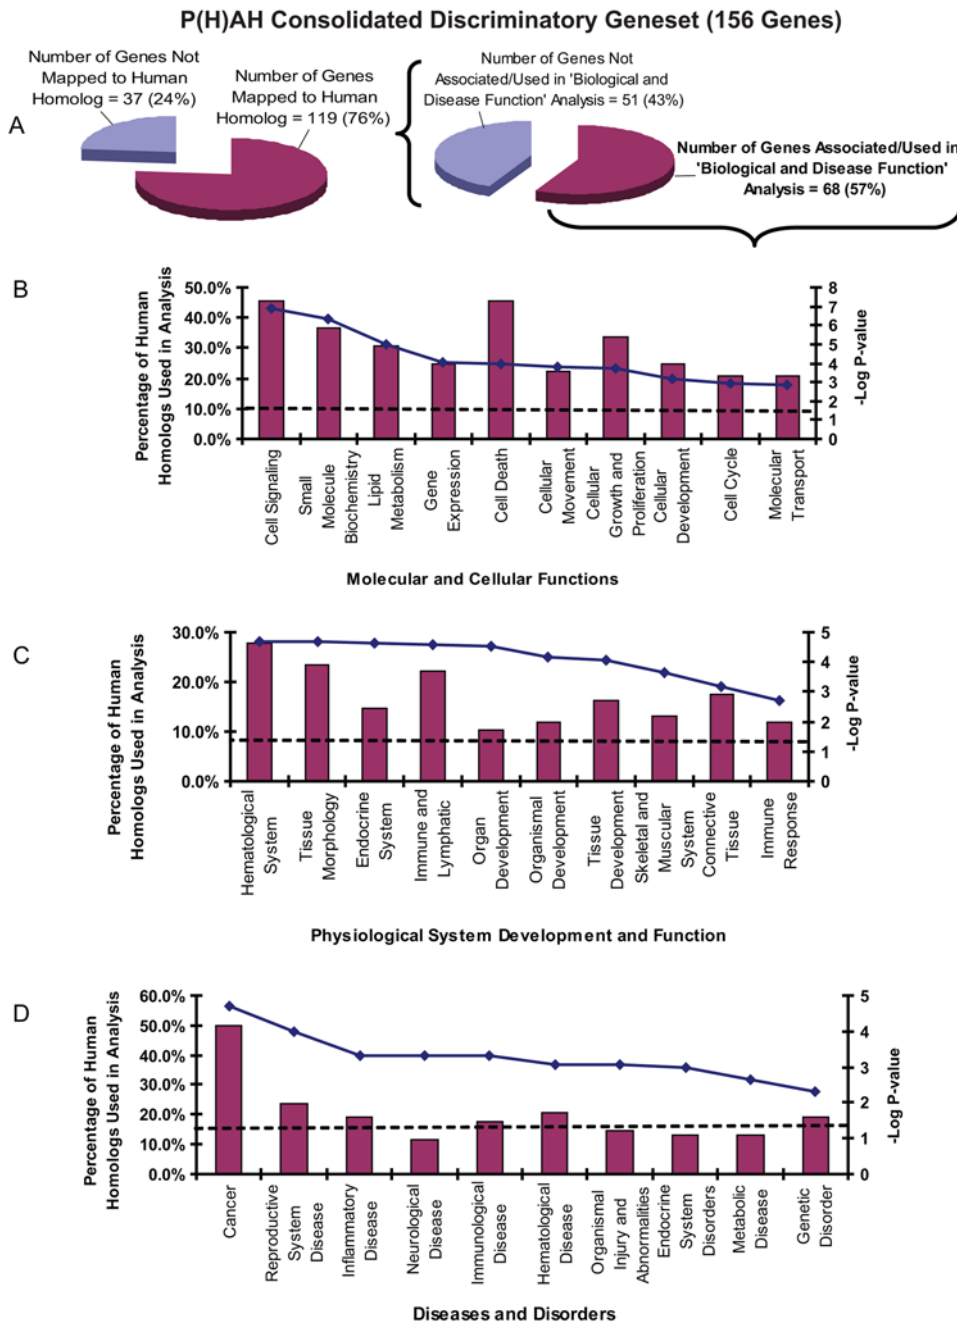 P(H)AH Consolidated Discriminatory Geneset (156 Genes)
A
Number of Genes Not
Mapped to Human
Homolog = 37 (24%)
Number of Genes
Mapped to Human
Homolog = 119 (76%)
Number of Genes Not
Associated/Used in 'Biological and
Disease Function' Analysis = 51 (43%)
Number of Genes Associated/Used in
'Biological and Disease Function'
Analysis = 68 (57%)
B
Percentage of Human
Homologs Used in Analysis
50.0%
40.0%
30.0%
20.0%
10.0%
0.0%
8
7
6
5
4
3
2
1
0
-Log P-value
Cell Signaling
Small
Molecule
Biochemistry
Lipid
Metabolism
Gene
Expression
Cell Death
Cellular
Movement
Cellular
Growth and
Proliferation
Cellular
Development
Cell Cycle
Molecular
Transport
Molecular and Cellular Functions
C
Percentage of Human
Homologs Used in Analysis
30.0%
20.0%
10.0%
0.0%
5
4
3
2
1
0
-Log P-value
Hematological
System
Tissue
Morphology
Endocrine
System
Immune and
Lymphatic
Organ
Development
Organismal
Development
Tissue
Development
Skeletal and
Muscular
System
Connective
Tissue
Immune
Response
Physiological System Development and Function
D
Percentage of Human
Homologs Used in Analysis
60.0%
50.0%
40.0%
30.0%
20.0%
10.0%
0.0%
5
4
3
2
1
0
-Log P-value
Cancer
Reproductive
System
Disease
Inflammatory
Disease
Neurological
Disease
Immunological
Disease
Hematological
Disease
Organismal
Injury and
Abnormalities
Endocrine
System
Disorders
Metabolic
Disease
Genetic
Disorder
Diseases and Disorders